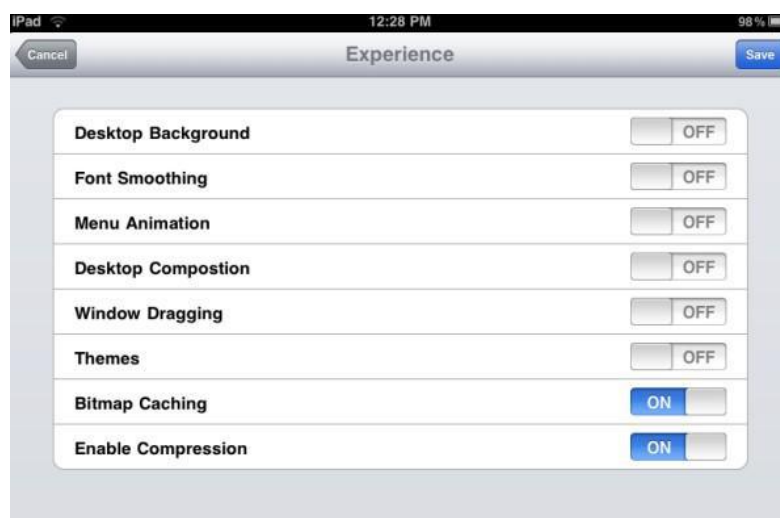 iPad 12:28 PM 98%
Cancel Experience Save
Desktop Background OFF
Font Smoothing OFF
Menu Animation OFF
Desktop Compostion OFF
Window Dragging OFF
Themes OFF
Bitmap Caching ON
Enable Compression ON